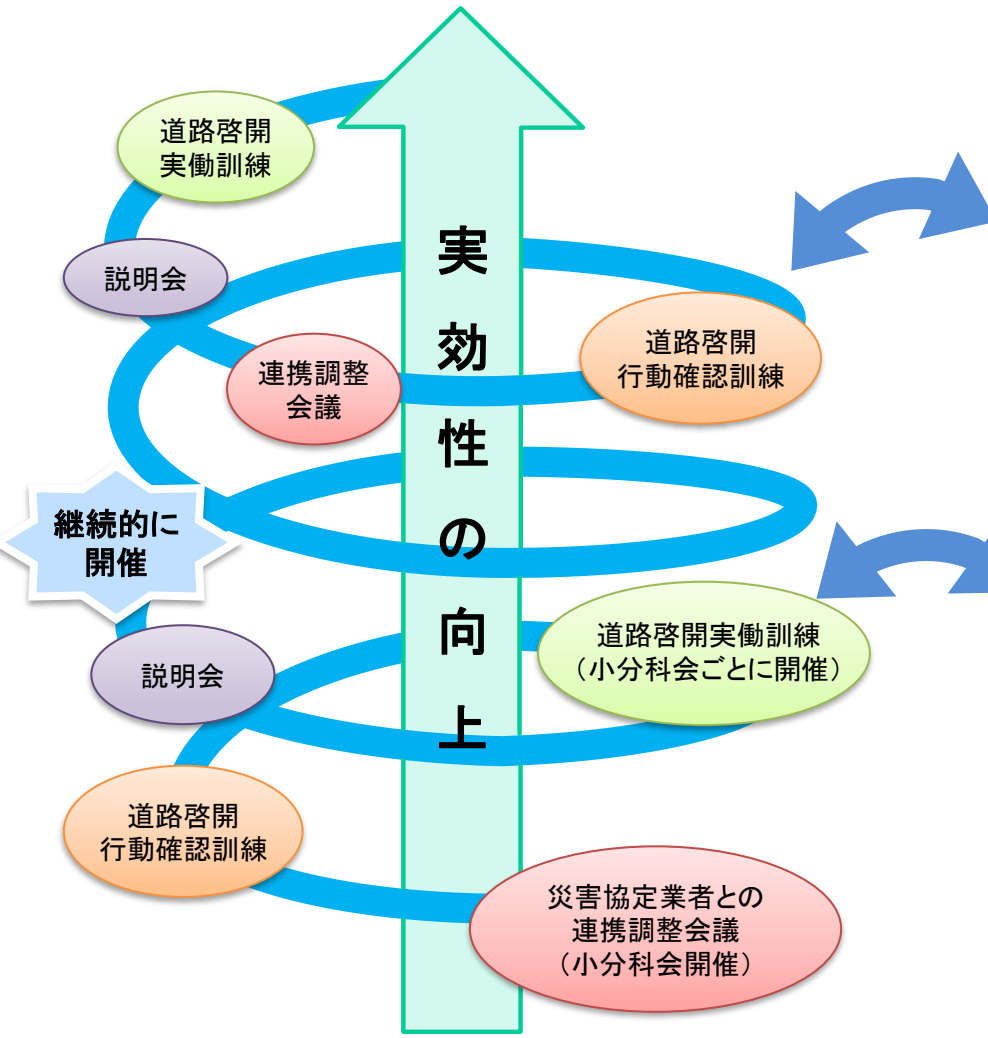 道路啓開
実働訓練
説明会
連携調整
会議
道路啓開
行動確認訓練
実効性の向上
継続的に
開催
説明会
道路啓開実働訓練
（小分科会ごとに開催）
道路啓開
行動確認訓練
災害協定業者との
連携調整会議
（小分科会開催）